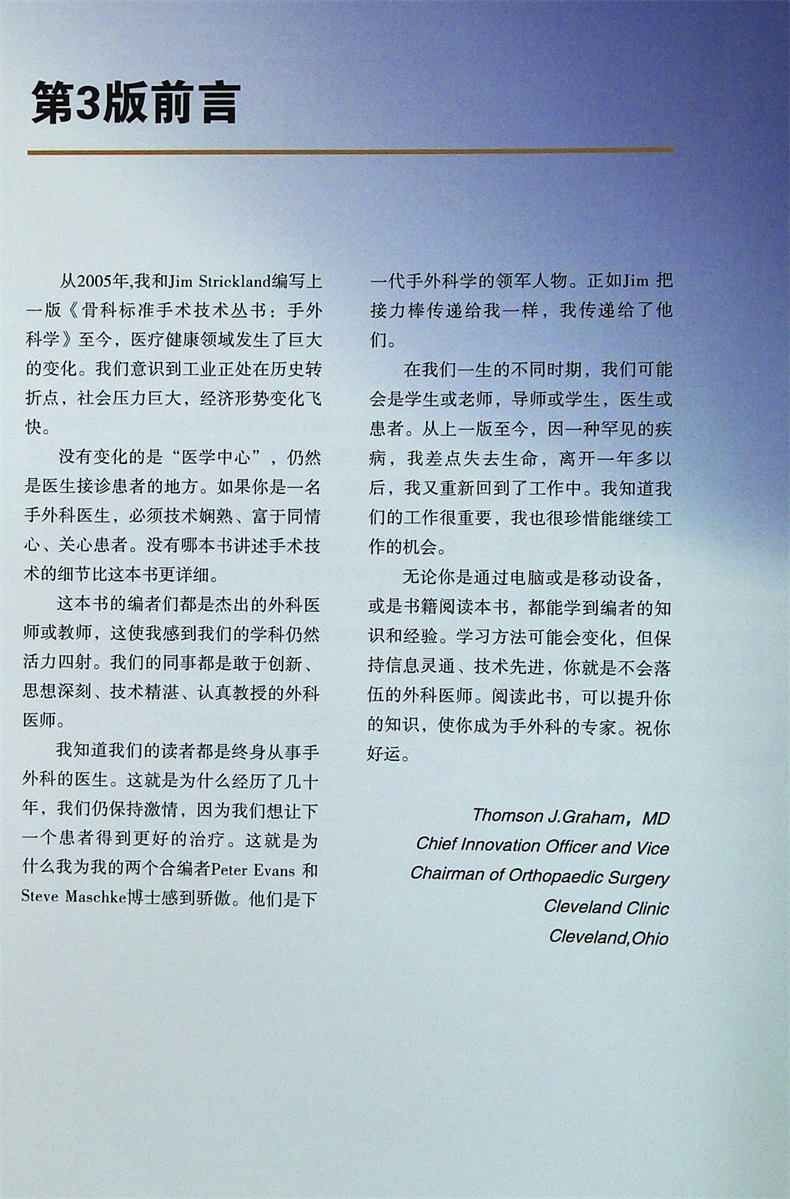 第3版前言
从2005年,我和Jim Strickland编写上
一版《骨科标准手术技术丛书：手外
科学》至今，医疗健康领域发生了巨大
的变化。我们意识到工业正处在历史转
折点，社会压力巨大，经济形势变化飞
快。
没有变化的是“医学中心”，仍然
是医生接诊患者的地方。如果你是一名
手外科医生，必须技术娴熟、富于同情
心、关心患者。没有哪本书讲述手术技
术的细节比这本书更详细。
这本书的编者们都是杰出的外科医
师或教师，这使我感到我们的学科仍然
活力四射。我们的同事都是敢于创新、
思想深刻、技术精湛、认真教授的外科
医师。
我知道我们的读者都是终身从事手
外科的医生。这就是为什么经历了几十
年，我们仍保持激情，因为我们想让下
一个患者得到更好的治疗。这就是为
什么我为我的两个合编者Peter Evans 和
Steve Maschke博士感到骄傲。他们是下
一代手外科学的领军人物。正如Jim 把
接力棒传递给我一样，我传递给了他
们。
在我们一生的不同时期，我们可能
会是学生或老师，导师或学生，医生或
患者。从上一版至今，因一种罕见的疾
病，我差点失去生命，离开一年多以
后，我又重新回到了工作中。我知道我
们的工作很重要，我也很珍惜能继续工
作的机会。
无论你是通过电脑或是移动设备，
或是书籍阅读本书，都能学到编者的知
识和经验。学习方法可能会变化，但保
持信息灵通、技术先进，你就是不会落
伍的外科医师。阅读此书，可以提升你
的知识，使你成为手外科的专家。祝你
好运。
Thomson J.Graham，MD
Chief Innovation Officer and Vice
Chairman of Orthopaedic Surgery
Cleveland Clinic
Cleveland,Ohio